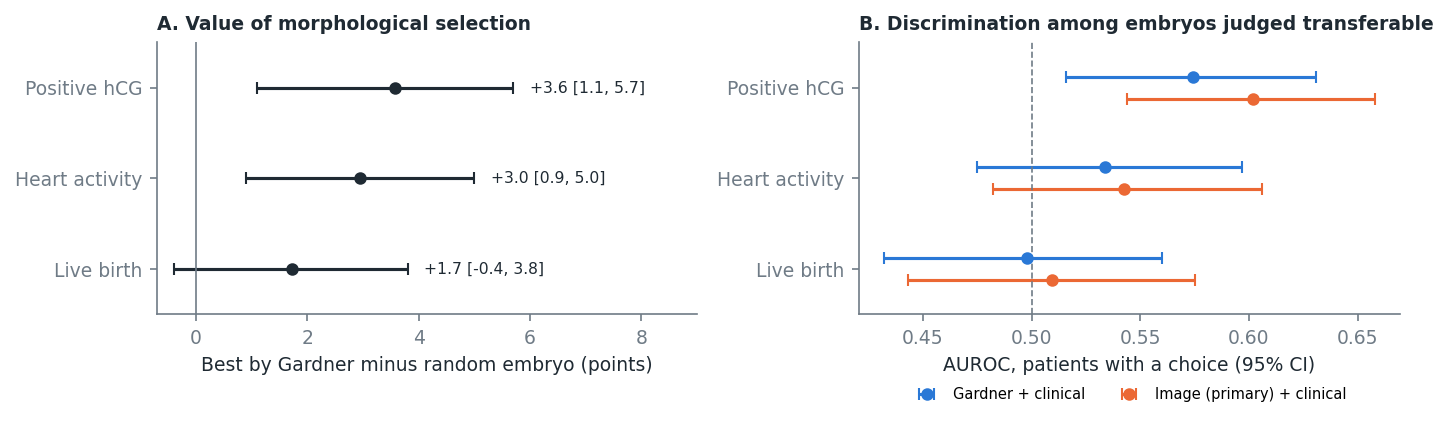 A. Value of morphological selection
Positive hCG
+3.6 [1.1, 5.7]
Heart activity
+3.0 [0.9, 5.0]
Live birth
+1.7 [-0.4, 3.8]
0 2 4 6 8
Best by Gardner minus random embryo (points)
B. Discrimination among embryos judged transferable
Positive hCG
Heart activity
Live birth
0.45 0.50 0.55 0.60 0.65
AUROC, patients with a choice (95% CI)
Gardner + clinical Image (primary) + clinical